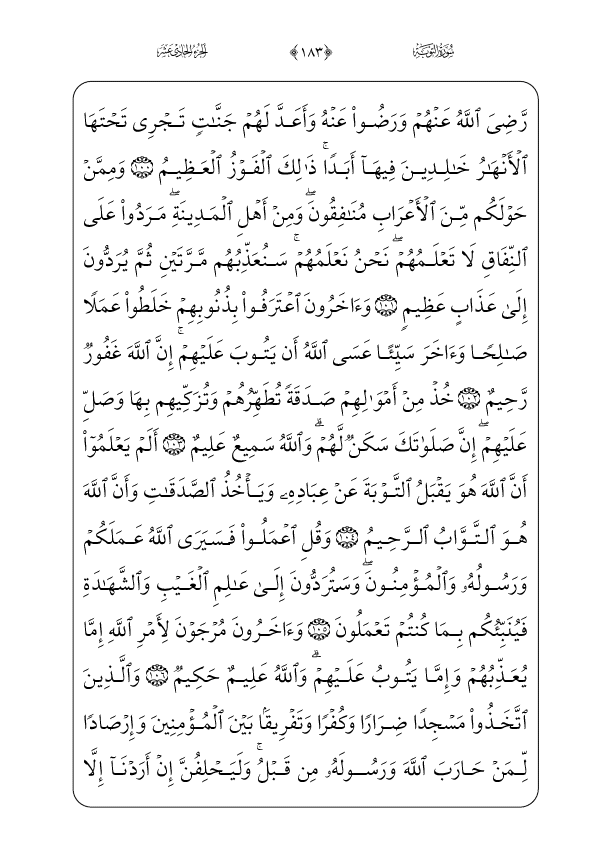 سُورَةُ التَّوْبَةِ ﴿١٨٣﴾ الجُزْءُ الحَادِي عَشَرَ
رَّضِيَ ٱللَّهُ عَنۡهُمۡ وَرَضُواْ عَنۡهُ وَأَعَدَّ لَهُمۡ جَنَّٰتٖ تَجۡرِي تَحۡتَهَا
ٱلۡأَنۡهَٰرُ خَٰلِدِينَ فِيهَآ أَبَدٗاۚ ذَٰلِكَ ٱلۡفَوۡزُ ٱلۡعَظِيمُ ١٠٠ وَمِمَّنۡ
حَوۡلَكُم مِّنَ ٱلۡأَعۡرَابِ مُنَٰفِقُونَۖ وَمِنۡ أَهۡلِ ٱلۡمَدِينَةِۖ مَرَدُواْ عَلَى
ٱلنِّفَاقِ لَا تَعۡلَمُهُمۡۖ نَحۡنُ نَعۡلَمُهُمۡۚ سَنُعَذِّبُهُم مَّرَّتَيۡنِ ثُمَّ يُرَدُّونَ
إِلَىٰ عَذَابٍ عَظِيمٖ ١٠١ وَءَاخَرُونَ ٱعۡتَرَفُواْ بِذُنُوبِهِمۡ خَلَطُواْ عَمَلٗا
صَٰلِحٗا وَءَاخَرَ سَيِّئًا عَسَى ٱللَّهُ أَن يَتُوبَ عَلَيۡهِمۡۚ إِنَّ ٱللَّهَ غَفُورٞ
رَّحِيمٌ ١٠٢ خُذۡ مِنۡ أَمۡوَٰلِهِمۡ صَدَقَةٗ تُطَهِّرُهُمۡ وَتُزَكِّيهِم بِهَا وَصَلِّ
عَلَيۡهِمۡۖ إِنَّ صَلَوٰتَكَ سَكَنٞ لَّهُمۡۗ وَٱللَّهُ سَمِيعٌ عَلِيمٌ ١٠٣ أَلَمۡ يَعۡلَمُوٓاْ
أَنَّ ٱللَّهَ هُوَ يَقۡبَلُ ٱلتَّوۡبَةَ عَنۡ عِبَادِهِۦ وَيَأۡخُذُ ٱلصَّدَقَٰتِ وَأَنَّ ٱللَّهَ
هُوَ ٱلتَّوَّابُ ٱلرَّحِيمُ ١٠٤ وَقُلِ ٱعۡمَلُواْ فَسَيَرَى ٱللَّهُ عَمَلَكُمۡ
وَرَسُولُهُۥ وَٱلۡمُؤۡمِنُونَۖ وَسَتُرَدُّونَ إِلَىٰ عَٰلِمِ ٱلۡغَيۡبِ وَٱلشَّهَٰدَةِ
فَيُنَبِّئُكُم بِمَا كُنتُمۡ تَعۡمَلُونَ ١٠٥ وَءَاخَرُونَ مُرۡجَوۡنَ لِأَمۡرِ ٱللَّهِ إِمَّا
يُعَذِّبُهُمۡ وَإِمَّا يَتُوبُ عَلَيۡهِمۡۗ وَٱللَّهُ عَلِيمٌ حَكِيمٞ ١٠٦ وَٱلَّذِينَ
ٱتَّخَذُواْ مَسۡجِدٗا ضِرَارٗا وَكُفۡرٗا وَتَفۡرِيقَۢا بَيۡنَ ٱلۡمُؤۡمِنِينَ وَإِرۡصَادٗا
لِّمَنۡ حَارَبَ ٱللَّهَ وَرَسُولَهُۥ مِن قَبۡلُۚ وَلَيَحۡلِفُنَّ إِنۡ أَرَدۡنَآ إِلَّا